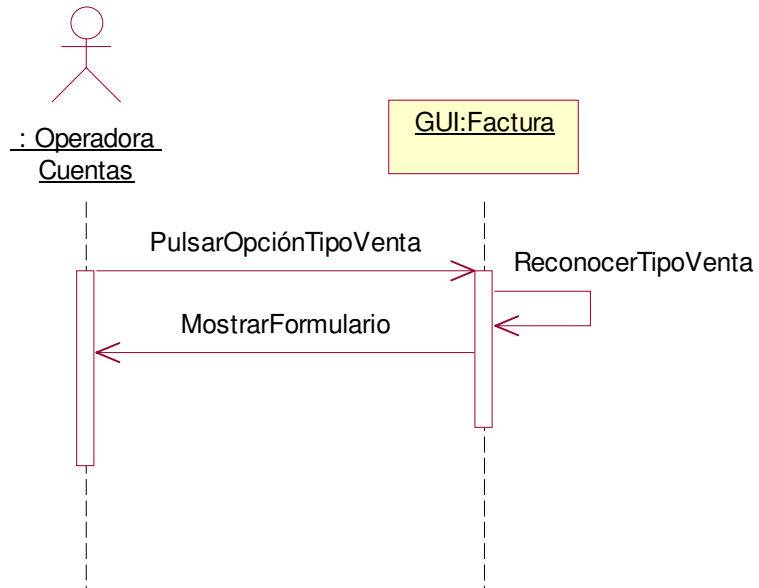 : Operadora
Cuentas
GUI:Factura
PulsarOpciónTipoVenta
ReconocerTipoVenta
MostrarFormulario